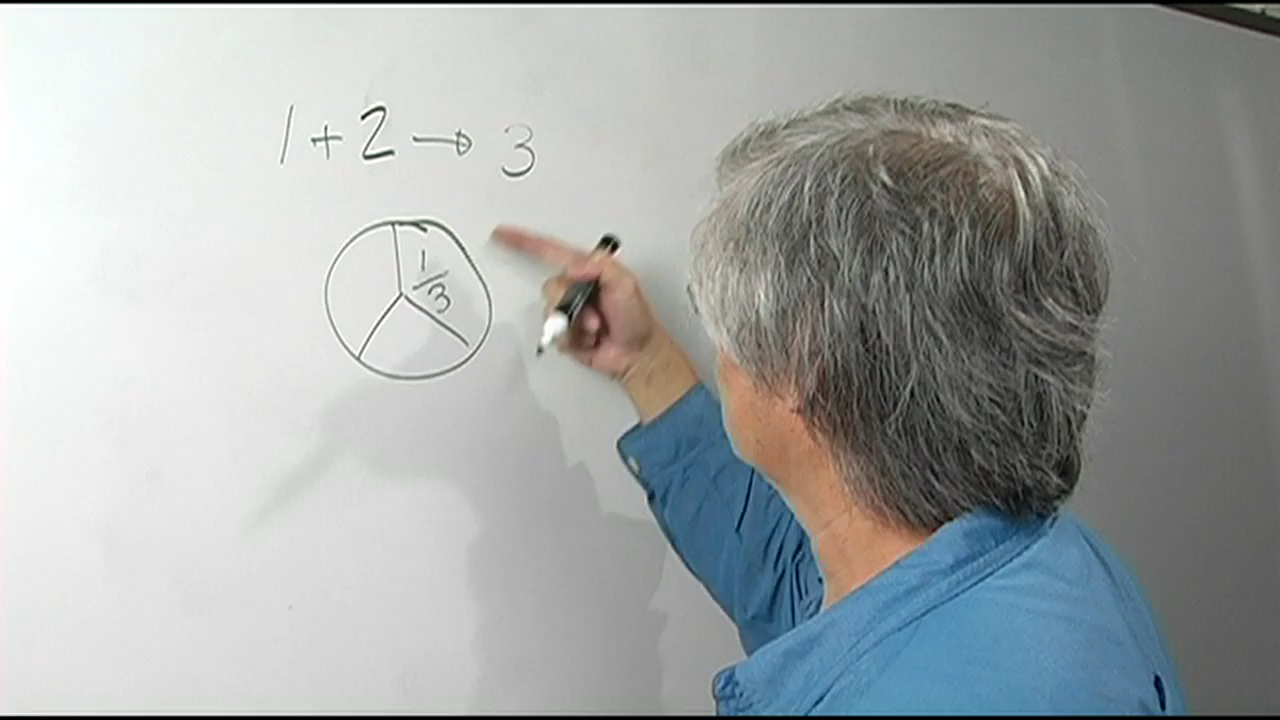 1 + 2 → 3
1/3